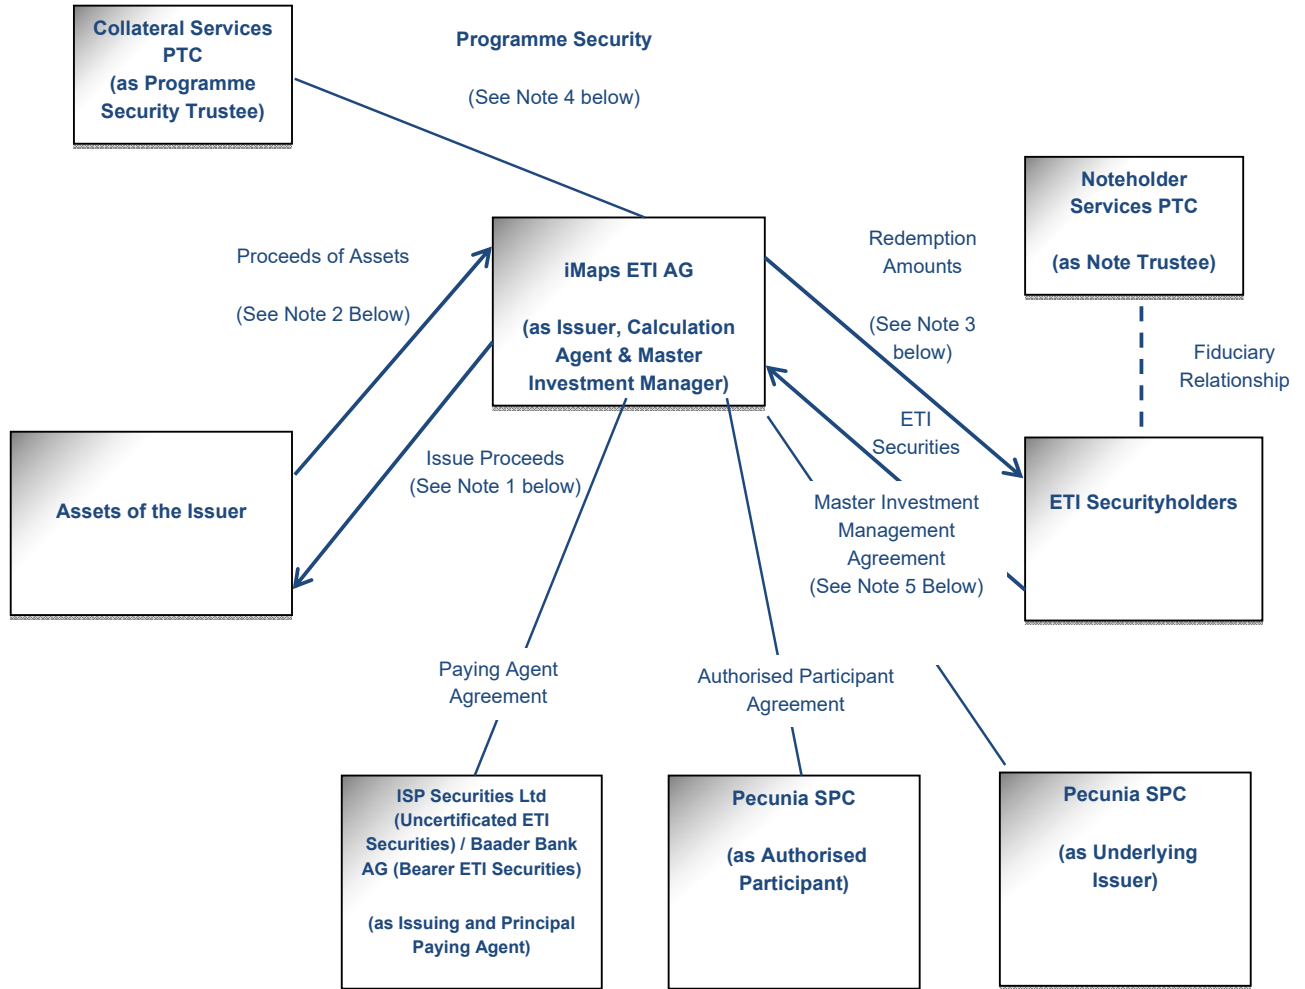 Collateral Services
PTC
(as Programme
Security Trustee)
Programme Security
(See Note 4 below)
Noteholder
Services PTC
(as Note Trustee)
Proceeds of Assets
(See Note 2 Below)
iMaps ETI AG
(as Issuer, Calculation
Agent & Master
Investment Manager)
Redemption
Amounts
(See Note 3
below)
Fiduciary
Relationship
ETI
Securities
Issue Proceeds
(See Note 1 below)
Assets of the Issuer
Master Investment
Management
Agreement
(See Note 5 Below)
ETI Securityholders
Paying Agent
Agreement
Authorised Participant
Agreement
ISP Securities Ltd
(Uncertificated ETI
Securities) / Baader Bank
AG (Bearer ETI Securities)
(as Issuing and Principal
Paying Agent)
Pecunia SPC
(as Authorised
Participant)
Pecunia SPC
(as Underlying
Issuer)